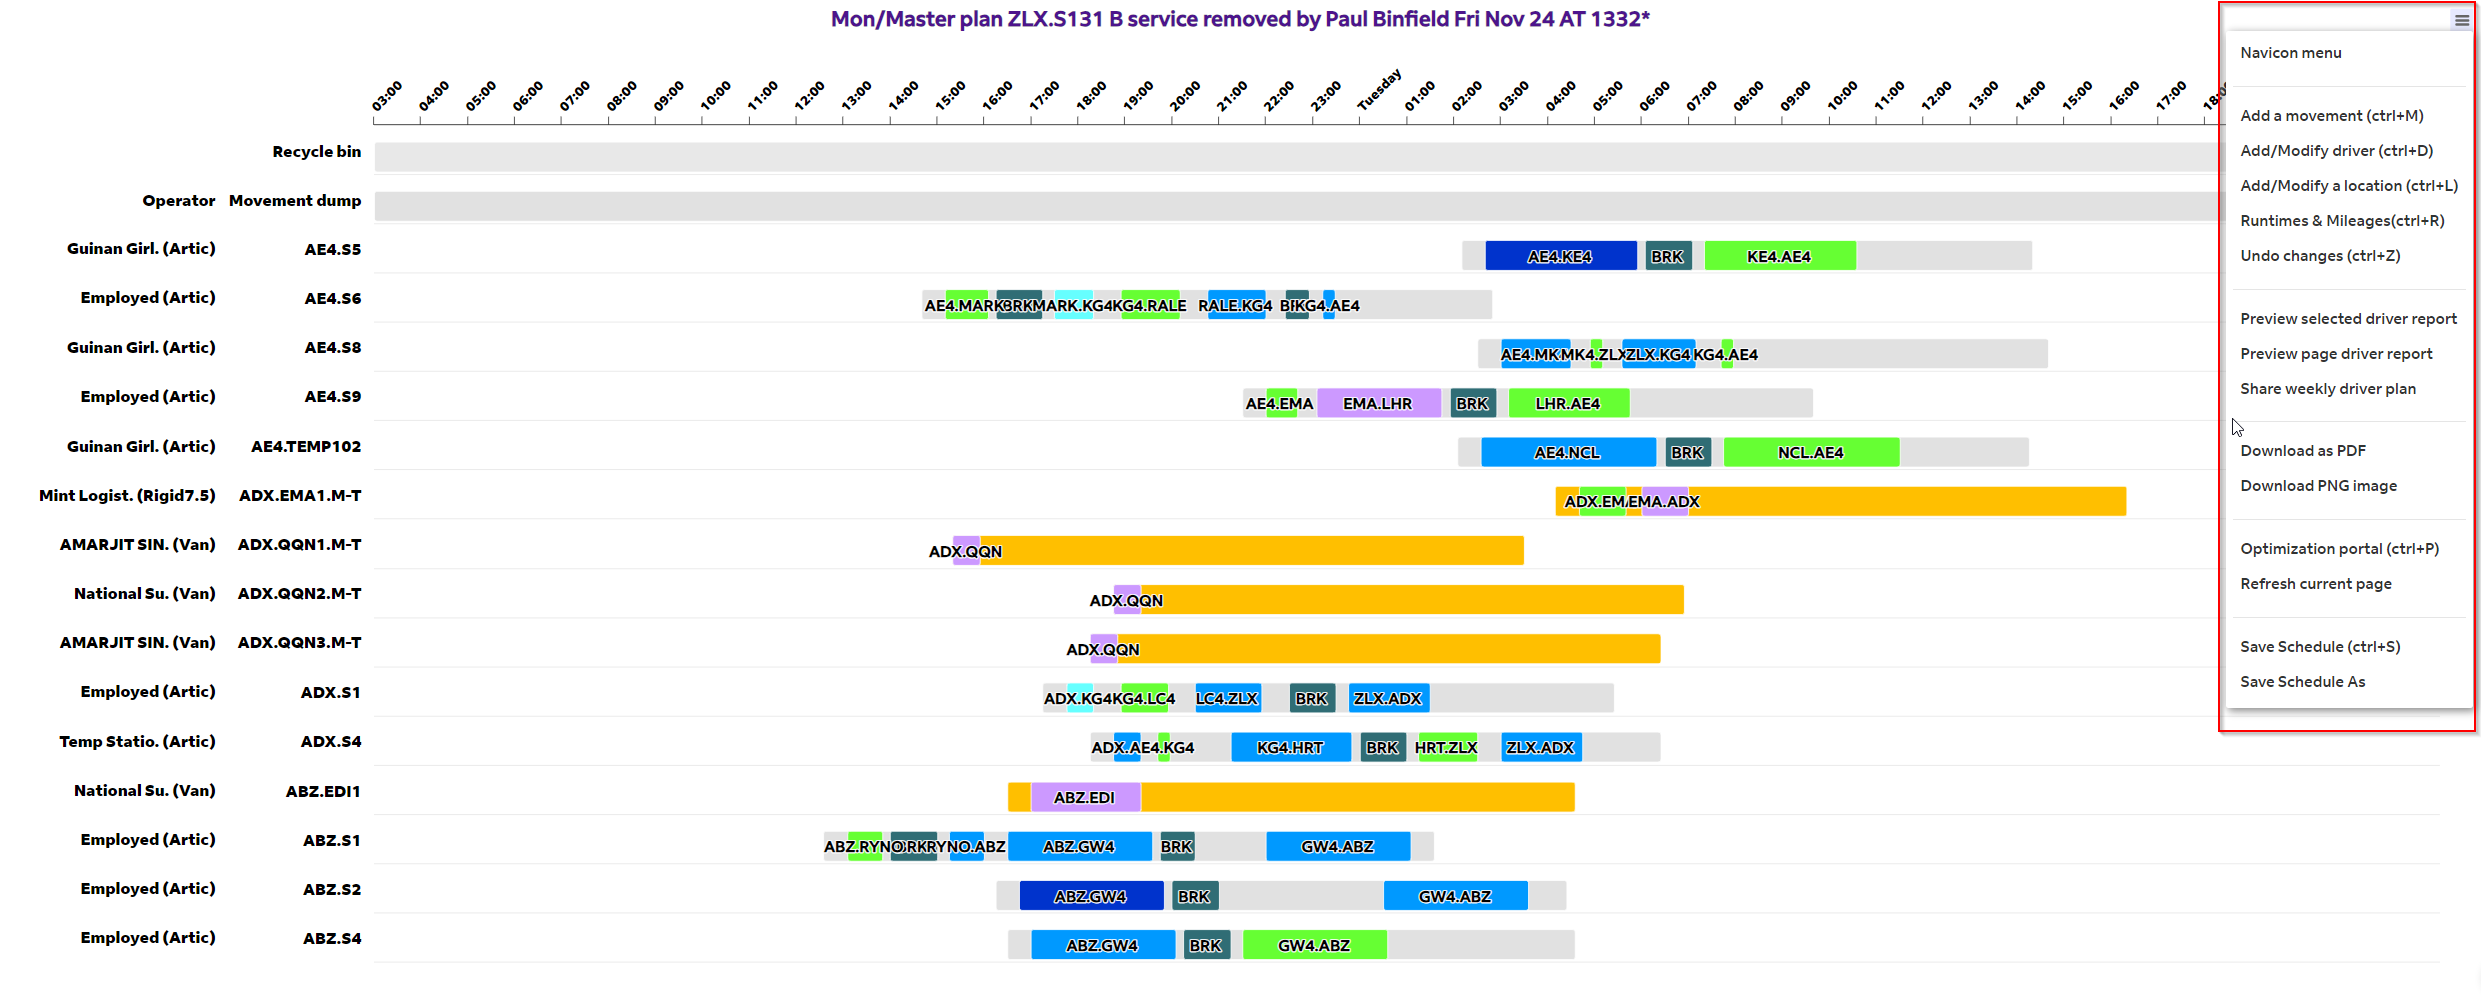 Mon/Master plan ZLX.S131 B service removed by Paul Binfield Fri Nov 24 AT 1332*
03:00 04:00 05:00 06:00 07:00 08:00 09:00 10:00 11:00 12:00 13:00 14:00 15:00 16:00 17:00 18:00 19:00 20:00 21:00 22:00 23:00 Tuesday 01:00 02:00 03:00 04:00 05:00 06:00 07:00 08:00 09:00 10:00 11:00 12:00 13:00 14:00 15:00 16:00 17:00
Recycle bin
Operator Movement dump
Guinan Girl. (Artic) AE4.S5 AE4.KE4 BRK KE4.AE4
Employed (Artic) AE4.S6 AE4.MARK BRK MARK.KG4 KG4.RALE RALE.KG4 KG4.AE4
Guinan Girl. (Artic) AE4.S8 AE4.MK MK4.ZLX ZLX.KG4 KG4.AE4
Employed (Artic) AE4.S9 AE4.EMA EMA.LHR BRK LHR.AE4
Guinan Girl. (Artic) AE4.TEMP102 AE4.NCL BRK NCL.AE4
Mint Logist. (Rigid7.5) ADX.EMA1.M-T ADX.EMA EMA.ADX
AMARJIT SIN. (Van) ADX.QQN1.M-T ADX.QQN
National Su. (Van) ADX.QQN2.M-T ADX.QQN
AMARJIT SIN. (Van) ADX.QQN3.M-T ADX.QQN
Employed (Artic) ADX.S1 ADX.KG4 KG4.LC4 LC4.ZLX BRK ZLX.ADX
Temp Statio. (Artic) ADX.S4 ADX.AE4.KG4 KG4.HRT BRK HRT.ZLX ZLX.ADX
National Su. (Van) ABZ.EDI1 ABZ.EDI
Employed (Artic) ABZ.S1 ABZ.RYNO BRK RYNO.ABZ ABZ.GW4 BRK GW4.ABZ
Employed (Artic) ABZ.S2 ABZ.GW4 BRK GW4.ABZ
Employed (Artic) ABZ.S4 ABZ.GW4 BRK GW4.ABZ
Navicon menu
Add a movement (ctrl+M)
Add/Modify driver (ctrl+D)
Add/Modify a location (ctrl+L)
Runtimes & Mileages(ctrl+R)
Undo changes (ctrl+Z)
Preview selected driver report
Preview page driver report
Share weekly driver plan
Download as PDF
Download PNG image
Optimization portal (ctrl+P)
Refresh current page
Save Schedule (ctrl+S)
Save Schedule As